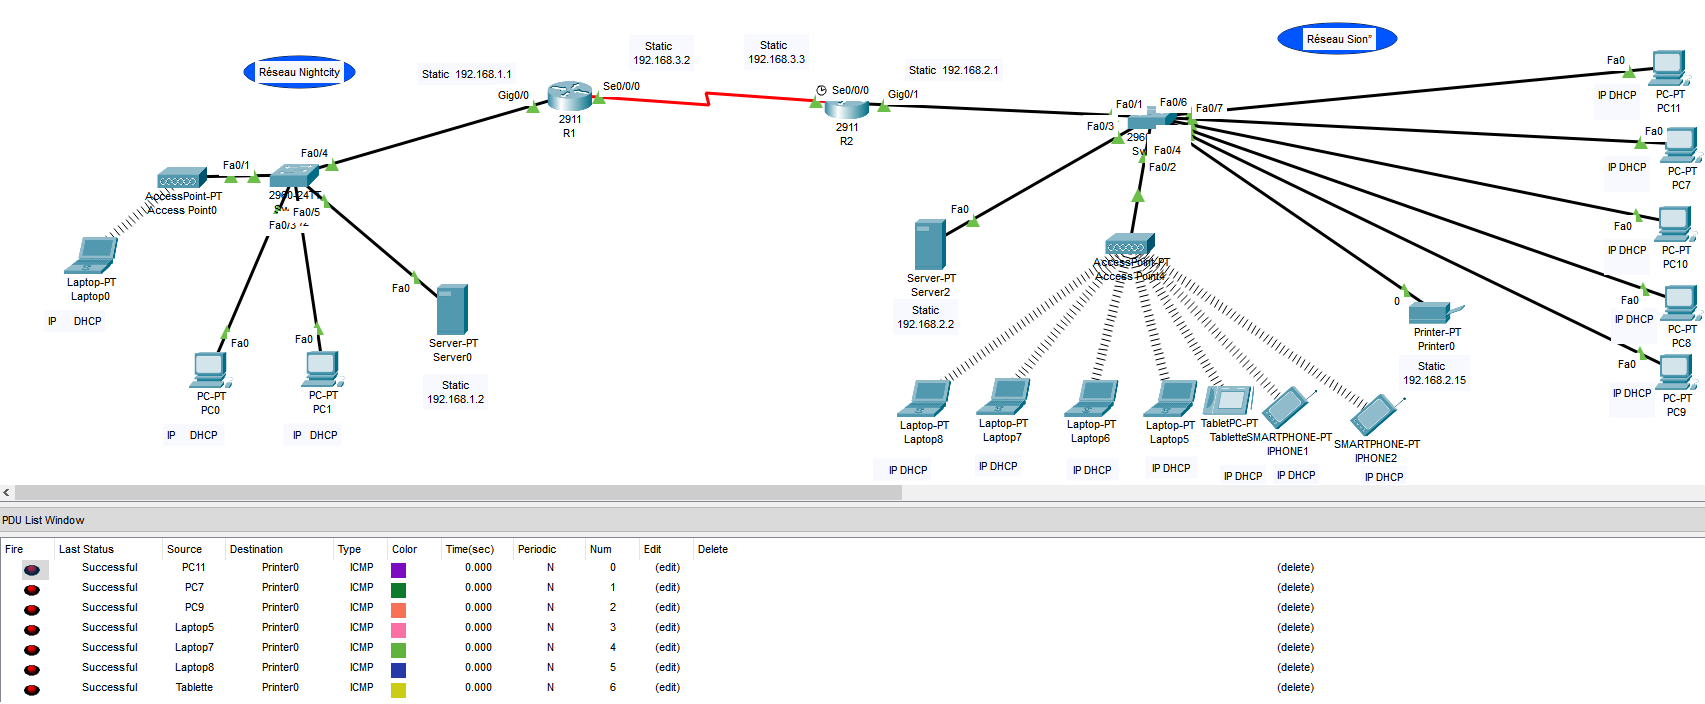 Réseau Nightcity
Réseau Sion"
Static 192.168.1.1
Static
192.168.3.2
Static
192.168.3.3
Static 192.168.2.1
Gig0/0
Se0/0/0
2911
R1
Se0/0/0
Gig0/1
2911
R2
Fa0/1
Fa0/4
AccessPoint-PT
Access Point0
Fa0/5
Fa0/3
Laptop-PT
Laptop0
IP DHCP
Fa0
PC-PT
PC0
IP DHCP
Fa0
PC-PT
PC1
IP DHCP
Fa0
Server-PT
Server0
Static
192.168.1.2
Fa0/1
Fa0/6
Fa0/7
Fa0/3
Fa0/4
Fa0/2
Fa0
Server-PT
Server2
Static
192.168.2.2
AccessPoint-PT
Access Point4
Laptop-PT
Laptop8
IP DHCP
Laptop-PT
Laptop7
IP DHCP
Laptop-PT
Laptop6
IP DHCP
Laptop-PT
Laptop5
IP DHCP
TabletPC-PT
Tablette
IP DHCP
SMARTPHONE-PT
IPHONE1
IP DHCP
SMARTPHONE-PT
IPHONE2
IP DHCP
0
Printer-PT
Printer0
Static
192.168.2.15
Fa0
PC-PT
PC11
IP DHCP
Fa0
PC-PT
PC7
IP DHCP
Fa0
PC-PT
PC10
IP DHCP
Fa0
PC-PT
PC8
IP DHCP
Fa0
PC-PT
PC9
IP DHCP
PDU List Window
Fire Last Status Source Destination Type Color Time(sec) Periodic Num Edit Delete
Successful PC11 Printer0 ICMP 0.000 N 0 (edit) (delete)
Successful PC7 Printer0 ICMP 0.000 N 1 (edit) (delete)
Successful PC9 Printer0 ICMP 0.000 N 2 (edit) (delete)
Successful Laptop5 Printer0 ICMP 0.000 N 3 (edit) (delete)
Successful Laptop7 Printer0 ICMP 0.000 N 4 (edit) (delete)
Successful Laptop8 Printer0 ICMP 0.000 N 5 (edit) (delete)
Successful Tablette Printer0 ICMP 0.000 N 6 (edit) (delete)